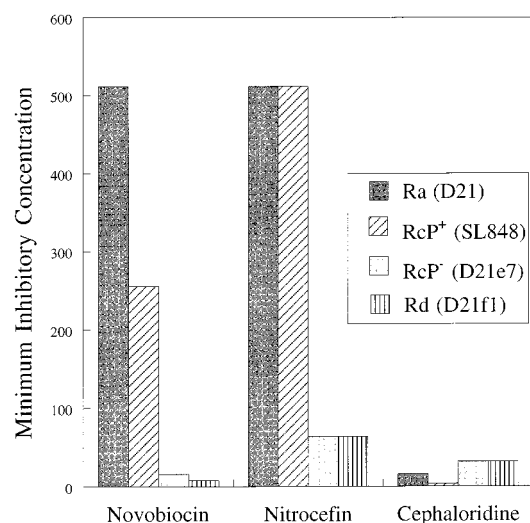 600
500
400
300
200
100
0
Minimum Inhibitory Concentration
Ra (D21)
RcP+ (SL848)
RcP- (D21e7)
Rd (D21f1)
Novobiocin
Nitrocefin
Cephaloridine